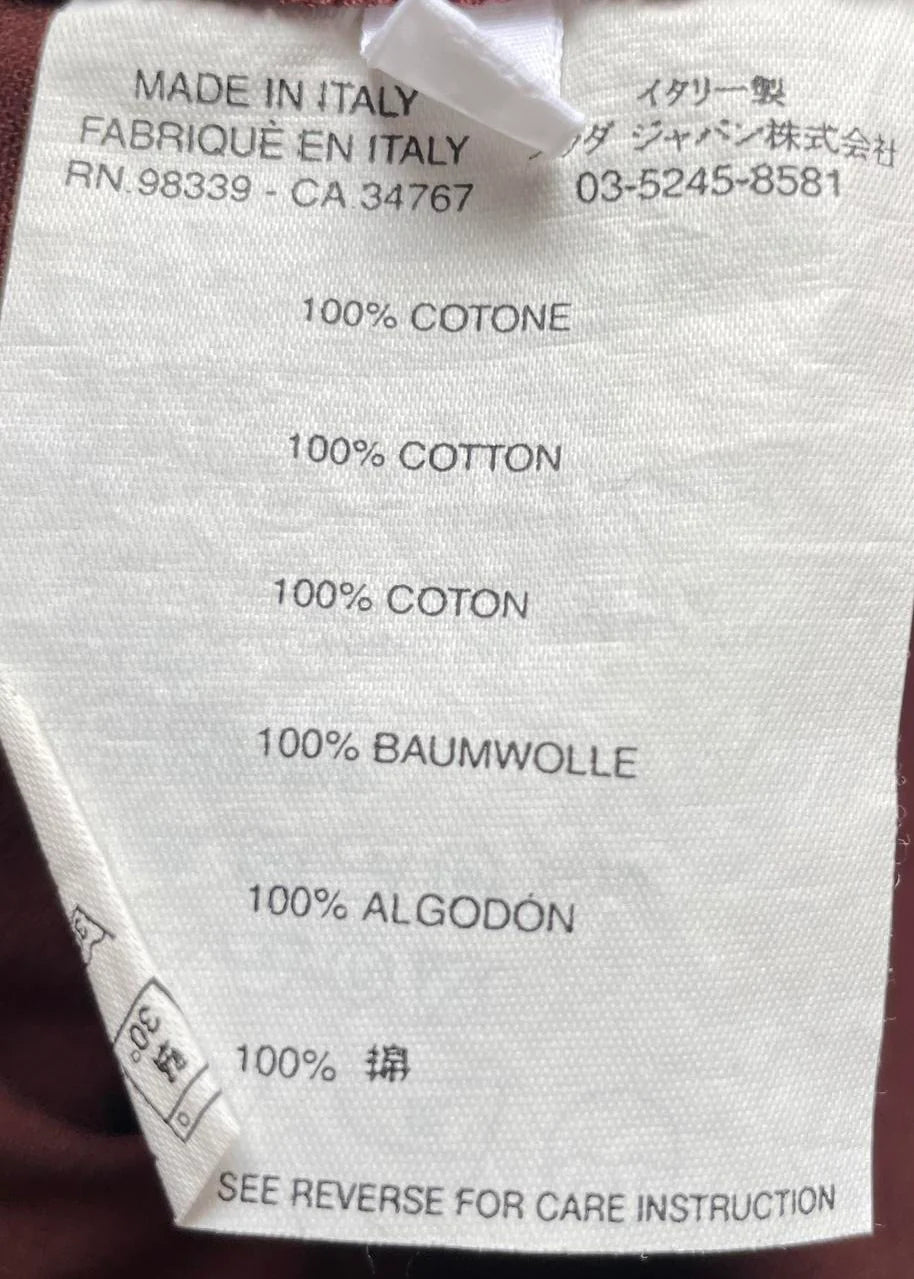 MADE IN ITALY
FABRIQUÈ EN ITALY
RN.98339 - CA.34767
イタリー製
ジャパン株式会社
03-5245-8581
100% COTONE
100% COTTON
100% COTON
100% BAUMWOLLE
100% ALGODÓN
100% 綿
30°
SEE REVERSE FOR CARE INSTRUCTION